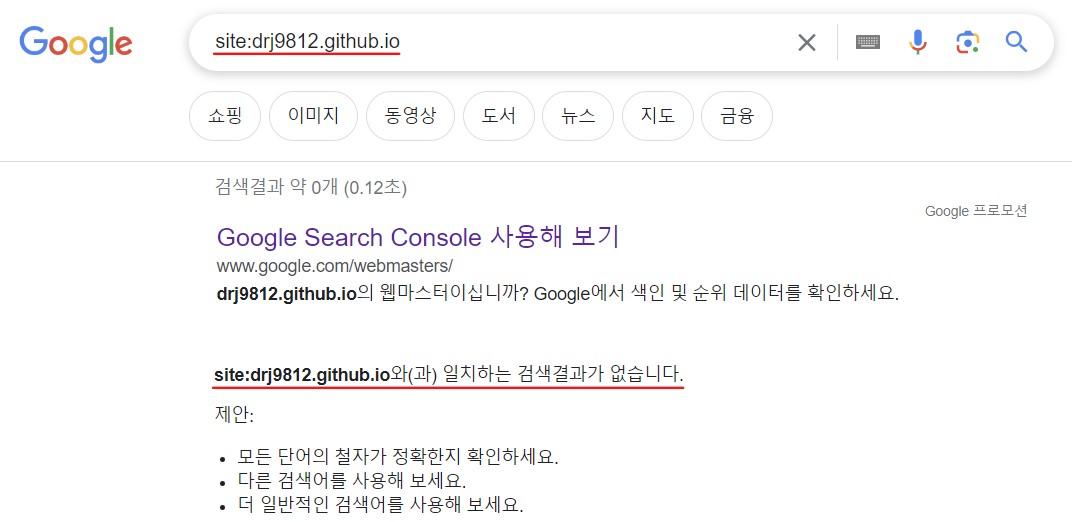 Google
site:drj9812.github.io
쇼핑
이미지
동영상
도서
뉴스
지도
금융
검색결과 약 0개 (0.12초)
Google 프로모션
Google Search Console 사용해 보기
www.google.com/webmasters/
drj9812.github.io의 웹마스터이십니까? Google에서 색인 및 순위 데이터를 확인하세요.
site:drj9812.github.io와(과) 일치하는 검색결과가 없습니다.
제안:
• 모든 단어의 철자가 정확한지 확인하세요.
• 다른 검색어를 사용해 보세요.
• 더 일반적인 검색어를 사용해 보세요.